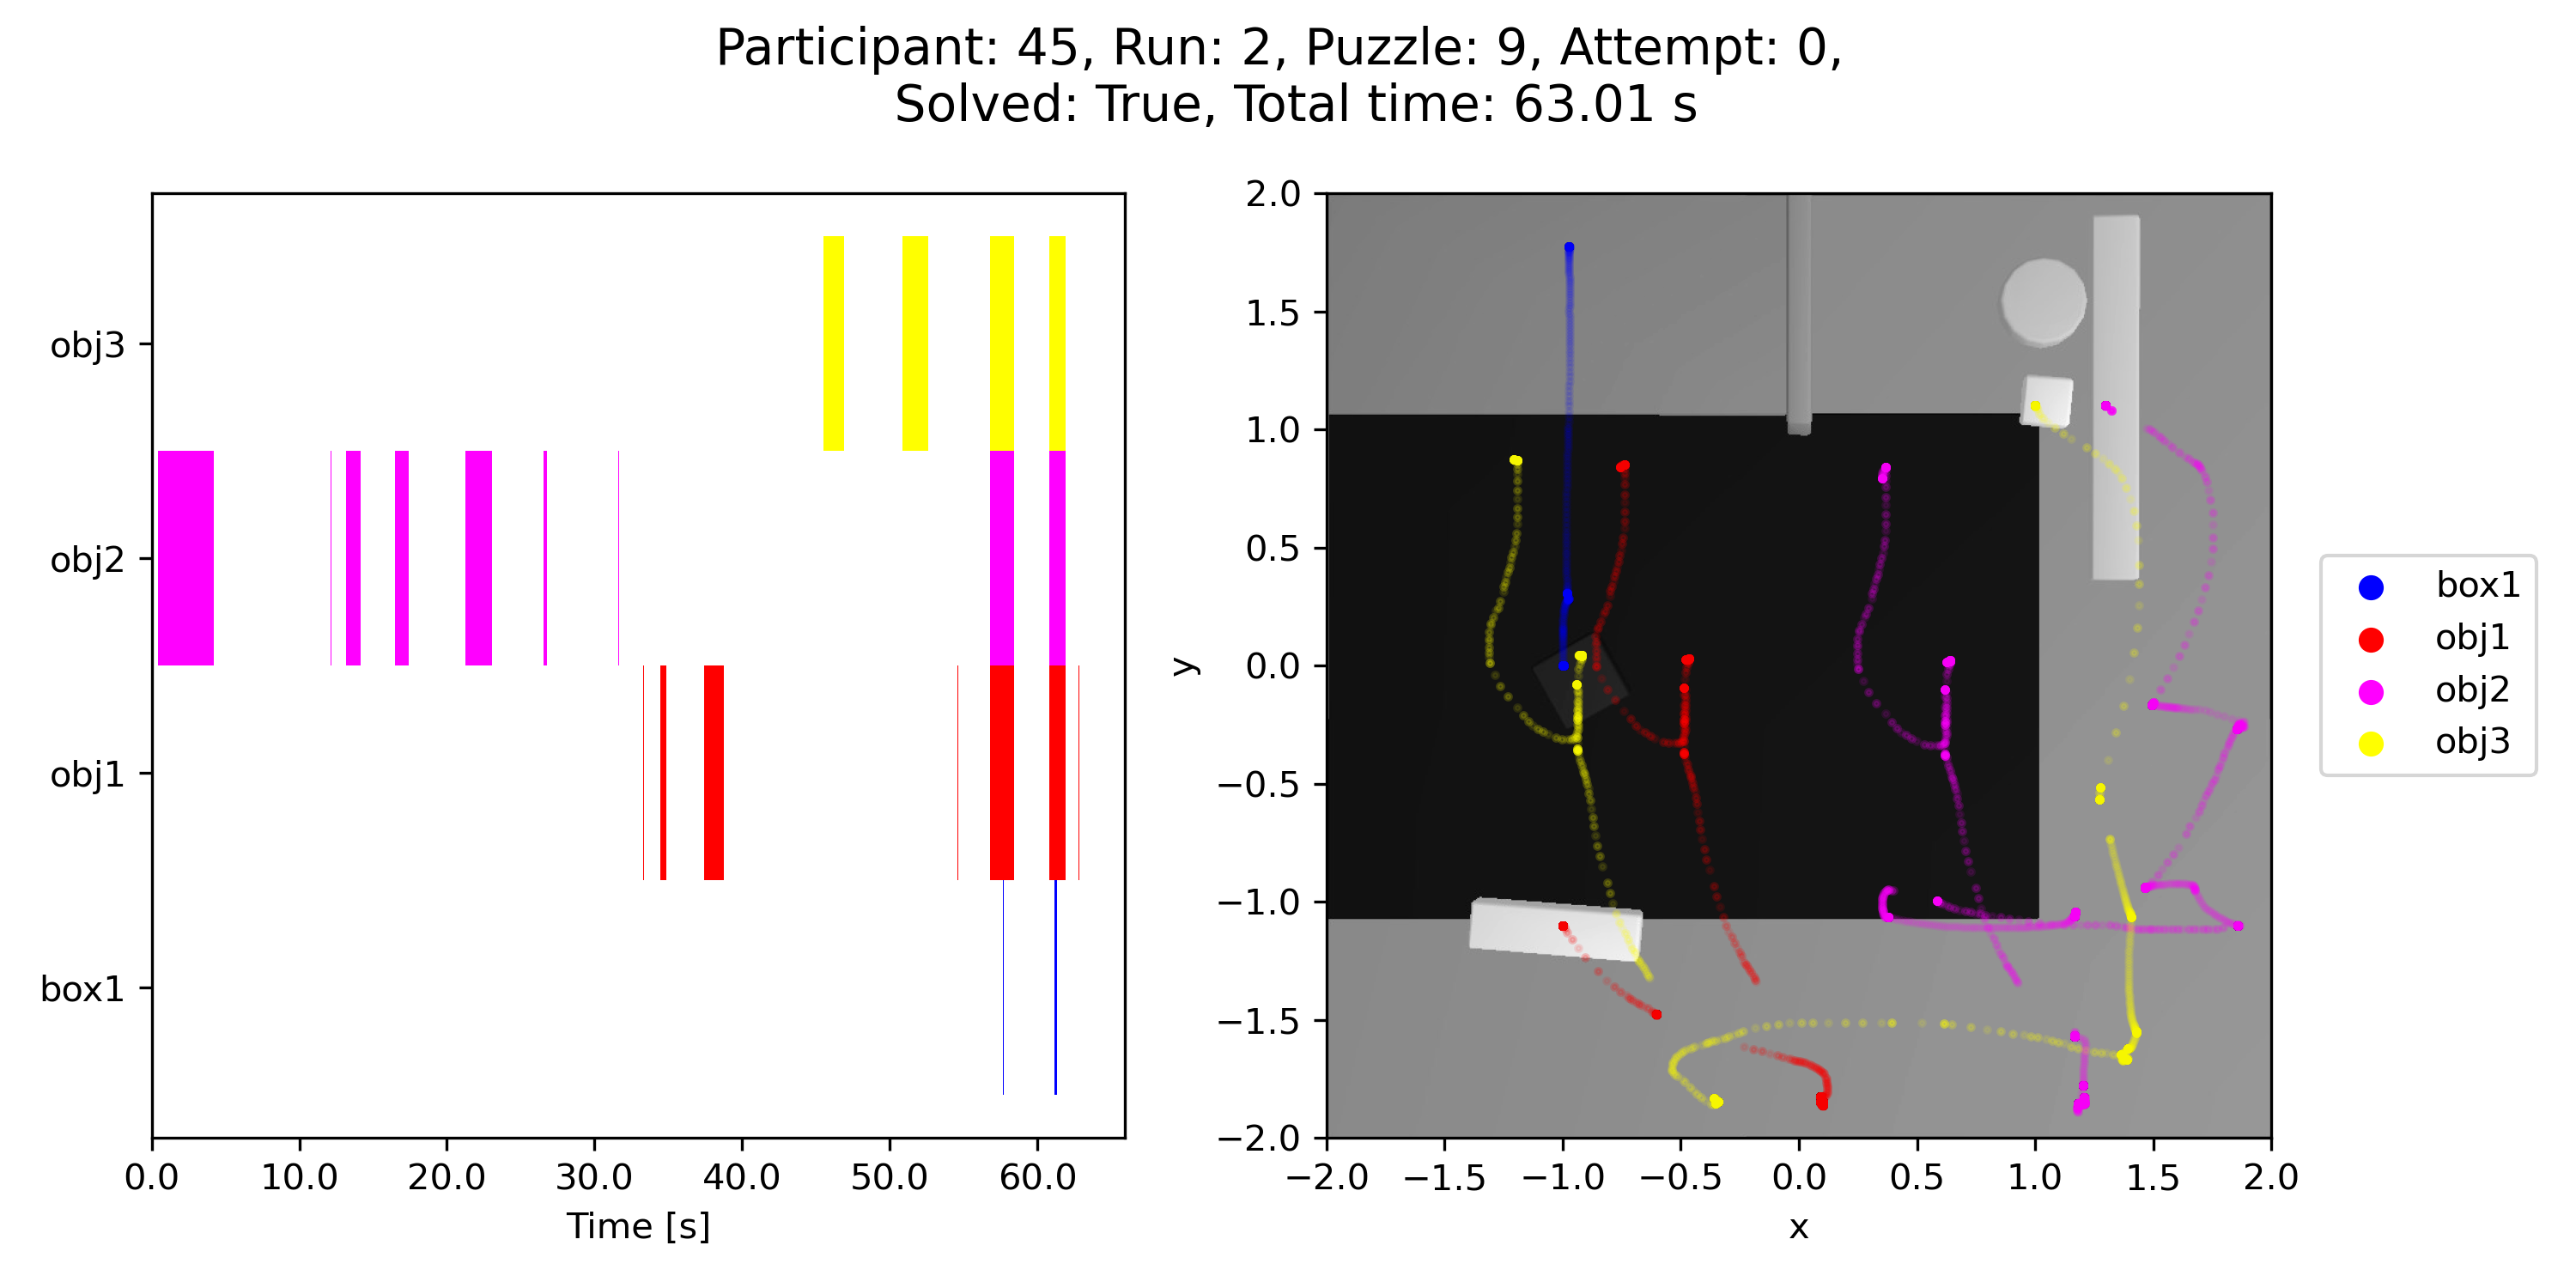 Participant: 45, Run: 2, Puzzle: 9, Attempt: 0,
Solved: True, Total time: 63.01 s
obj3
obj2
obj1
box1
0.0 10.0 20.0 30.0 40.0 50.0 60.0
Time [s]
2.0
1.5
1.0
0.5
0.0
−0.5
−1.0
−1.5
−2.0
y
−2.0 −1.5 −1.0 −0.5 0.0 0.5 1.0 1.5 2.0
x
box1
obj1
obj2
obj3